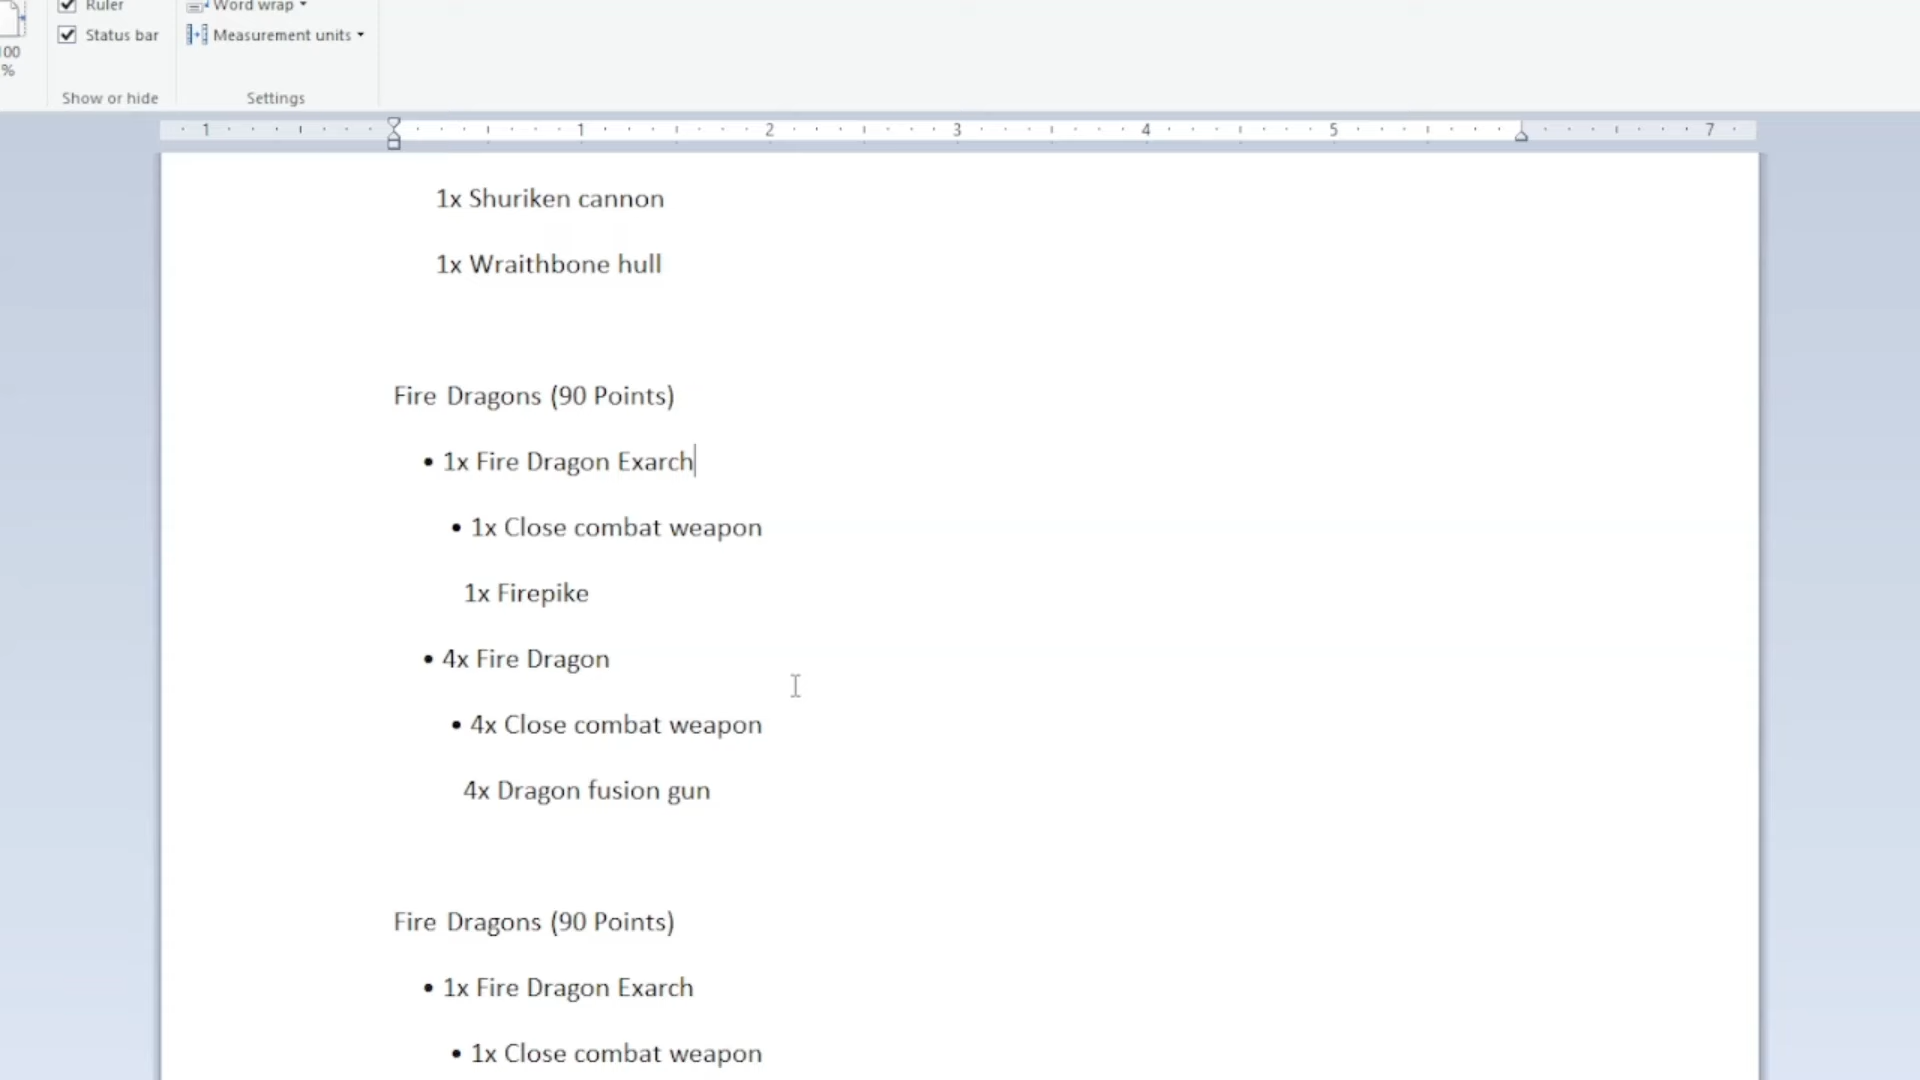 Ruler
Word wrap
Status bar
Measurement units
100
%
Show or hide
Settings
1 1 2 3 4 5 7
1x Shuriken cannon
1x Wraithbone hull
Fire Dragons (90 Points)
• 1x Fire Dragon Exarch
• 1x Close combat weapon
1x Firepike
• 4x Fire Dragon
• 4x Close combat weapon
4x Dragon fusion gun
Fire Dragons (90 Points)
• 1x Fire Dragon Exarch
• 1x Close combat weapon